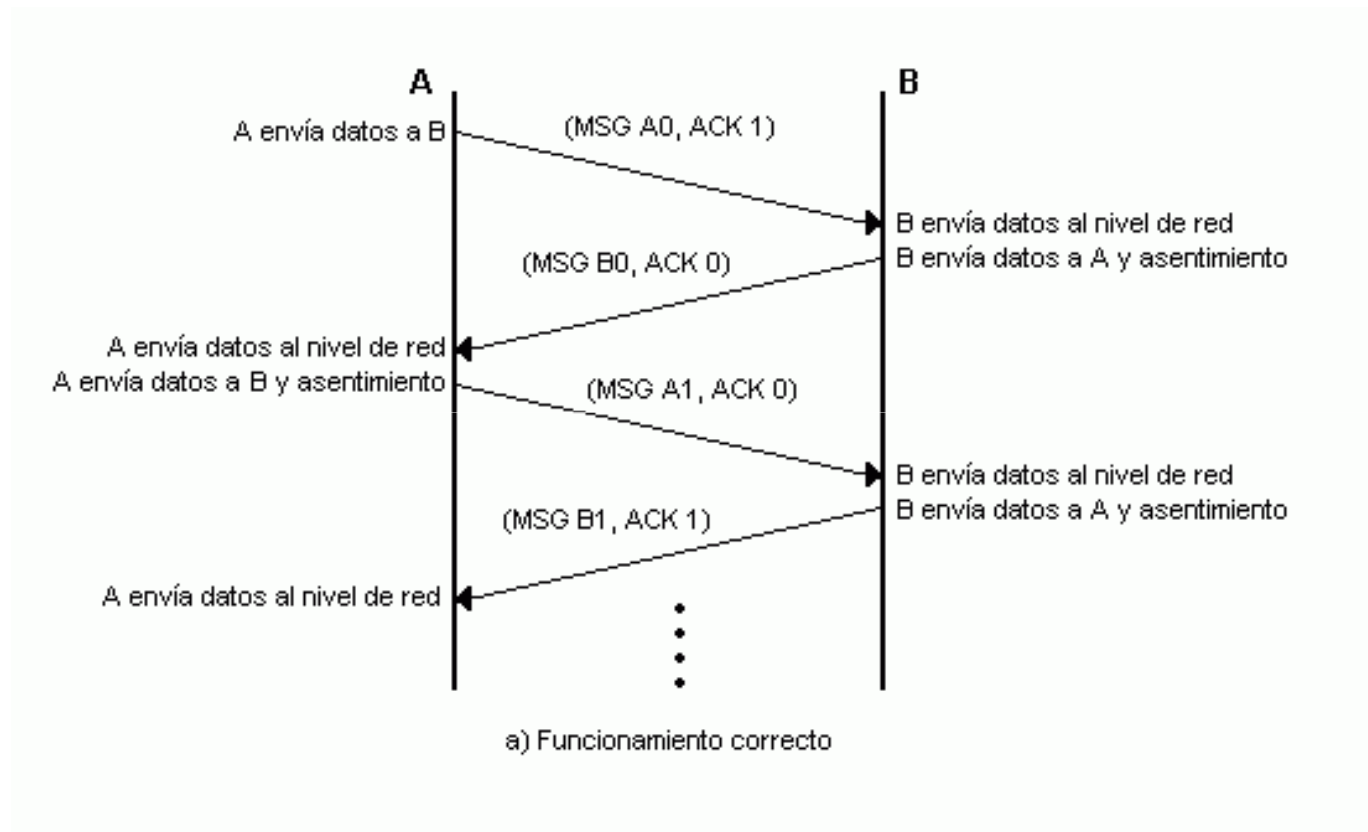 A
B
A envía datos a B
(MSG A0, ACK 1)
B envía datos al nivel de red
B envía datos a A y asentimiento
(MSG B0, ACK 0)
A envía datos al nivel de red
A envía datos a B y asentimiento
(MSG A1, ACK 0)
B envía datos al nivel de red
B envía datos a A y asentimiento
(MSG B1, ACK 1)
A envía datos al nivel de red
a) Funcionamiento correcto